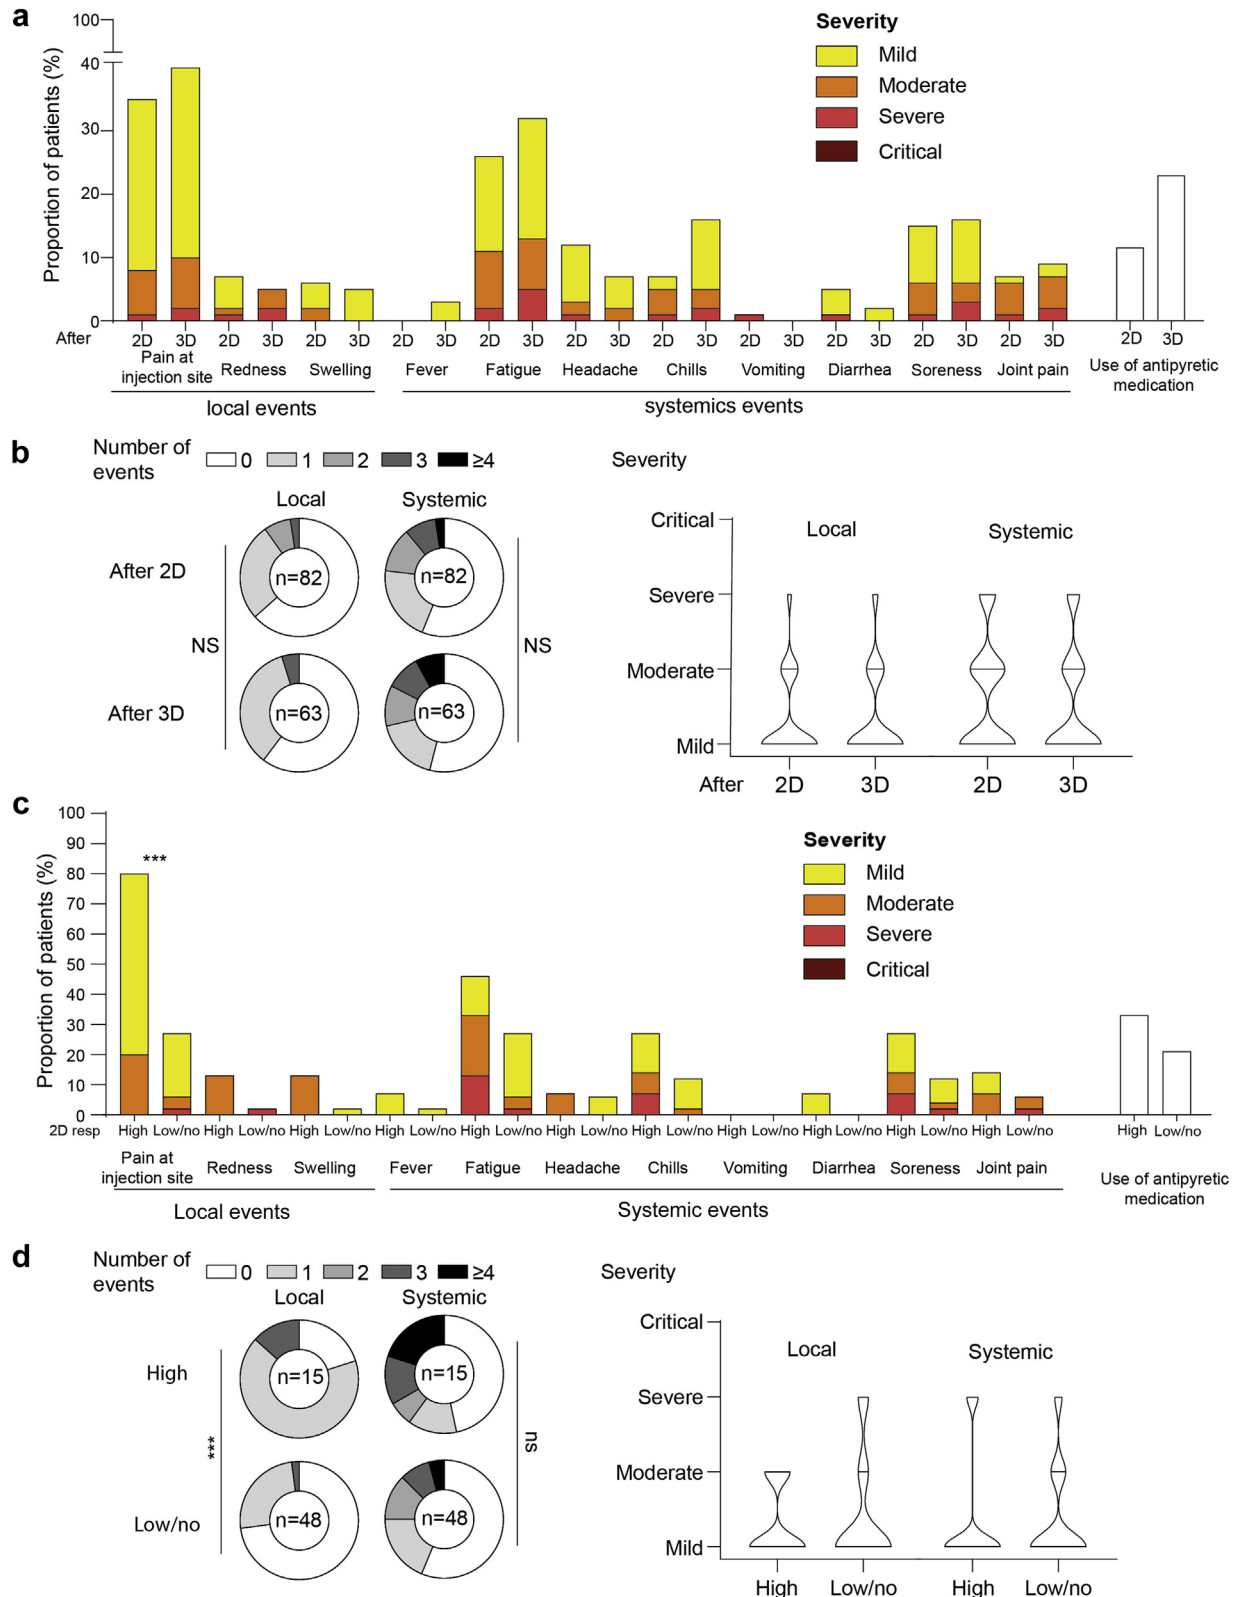 a
Proportion of patients (%)
100
40
30
20
10
0
Severity
Mild
Moderate
Severe
Critical
After 2D 3D 2D 3D 2D 3D 2D 3D 2D 3D 2D 3D 2D 3D 2D 3D 2D 3D 2D 3D 2D 3D 2D 3D
Pain at injection site Redness Swelling Fever Fatigue Headache Chills Vomiting Diarrhea Soreness Joint pain Use of antipyretic medication
local events systemics events
b
Number of events 0 1 2 3 ≥4
Local Systemic
After 2D n=82 n=82
NS NS
After 3D n=63 n=63
Severity
Critical
Severe
Moderate
Mild
Local Systemic
After 2D 3D 2D 3D
c
Proportion of patients (%)
100
90
80
70
60
50
40
30
20
10
0
***
Severity
Mild
Moderate
Severe
Critical
2D resp High Low/no High Low/no High Low/no High Low/no High Low/no High Low/no High Low/no High Low/no High Low/no High Low/no High Low/no High Low/no
Pain at injection site Redness Swelling Fever Fatigue Headache Chills Vomiting Diarrhea Soreness Joint pain Use of antipyretic medication
Local events Systemic events
d
Number of events 0 1 2 3 ≥4
Local Systemic
High n=15 n=15
*** ns
Low/no n=48 n=48
Severity
Critical
Severe
Moderate
Mild
Local Systemic
High Low/no High Low/no